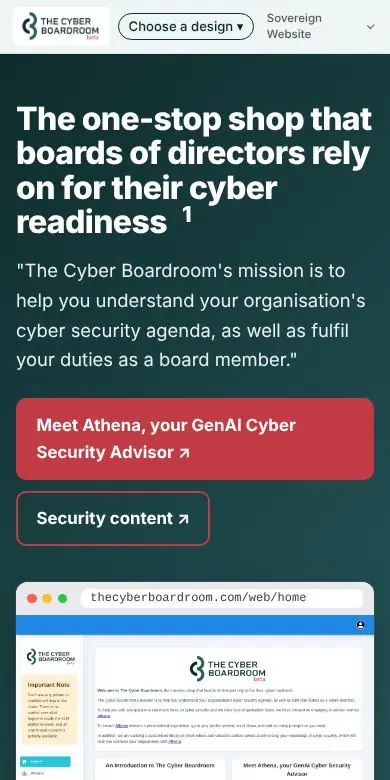 THE CYBER
BOARDROOM
beta
Choose a design ▾
Sovereign
Website
The one-stop shop that
boards of directors rely
on for their cyber
readiness 1
"The Cyber Boardroom's mission is to
help you understand your organisation's
cyber security agenda, as well as fulfil
your duties as a board member."
Meet Athena, your GenAI Cyber
Security Advisor ↗
Security content ↗
thecyberboardroom.com/web/home
THE CYBER
BOARDROOM
beta
Important Note
THE CYBER
BOARDROOM
beta
Athena
An Introduction to The Cyber Boardroom
Meet Athena, your GenAI Cyber Security
Advisor